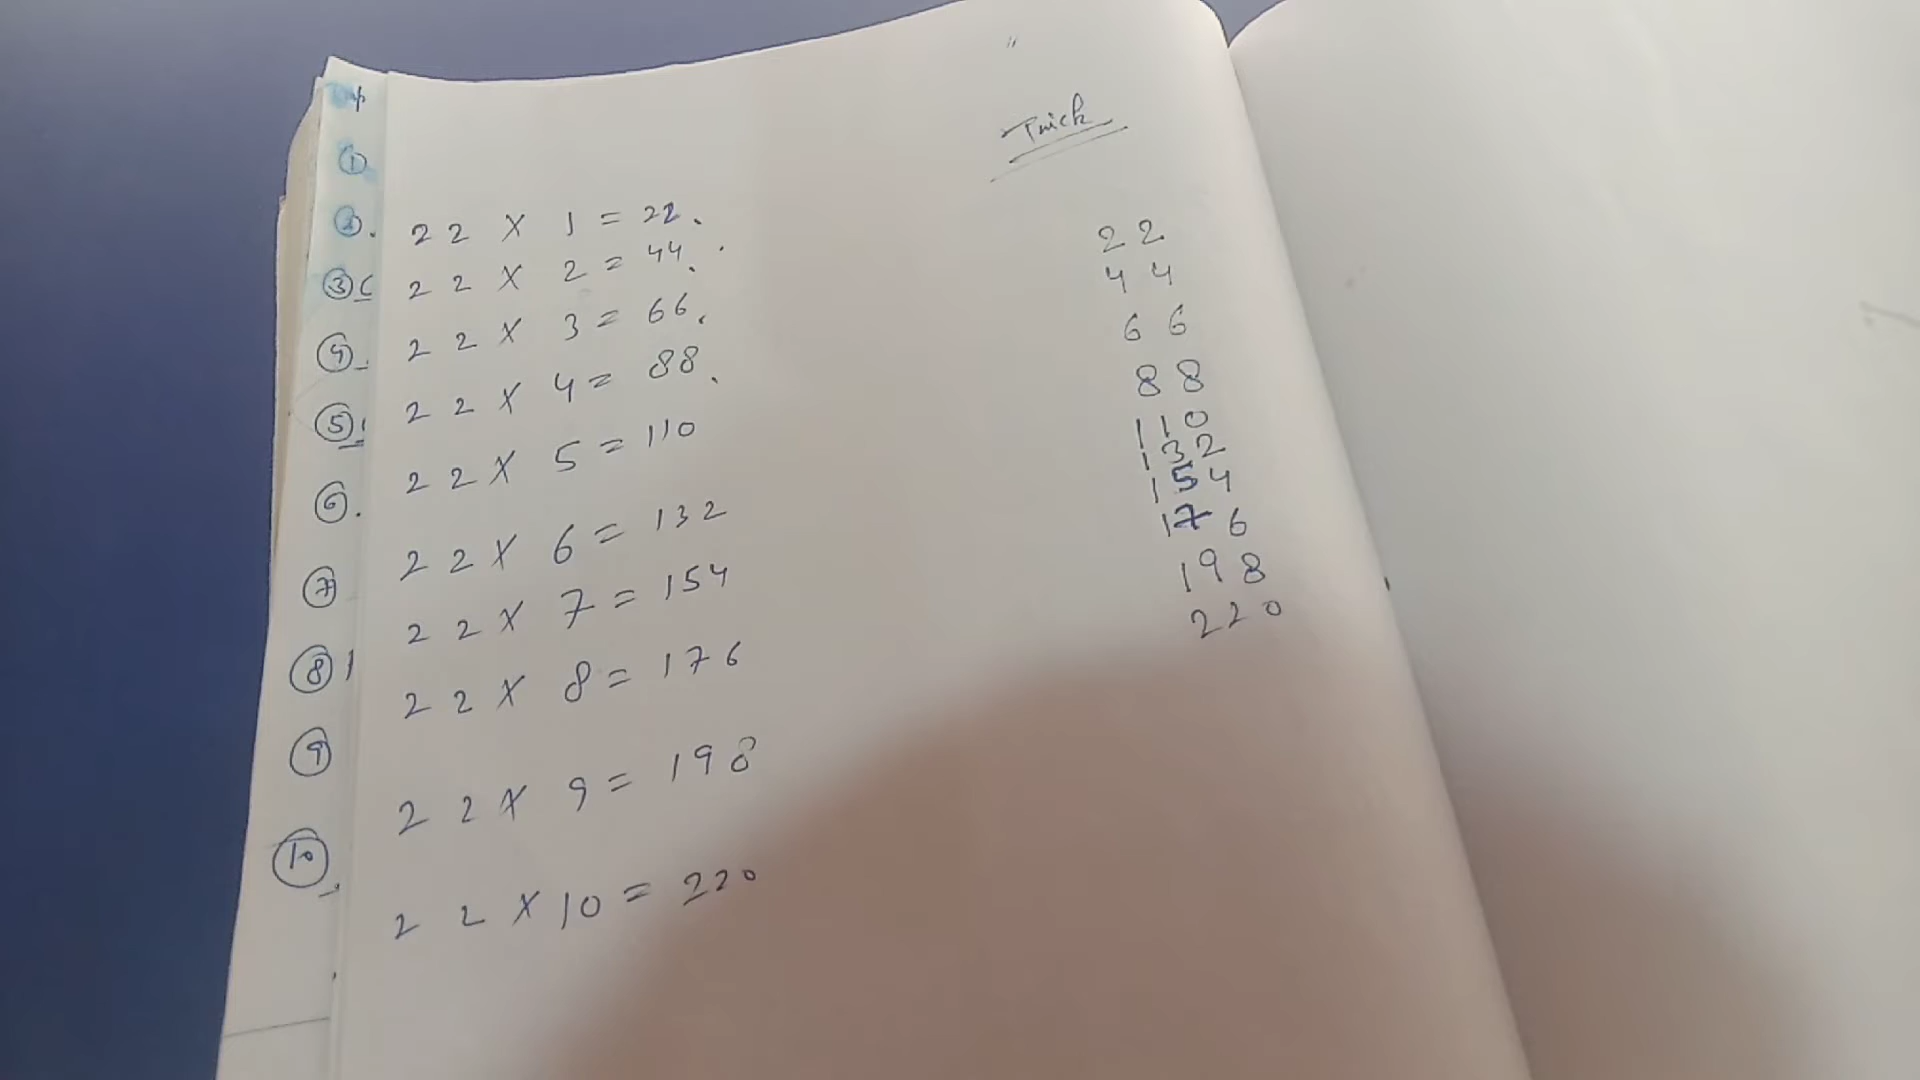 Trick
22 X 1 = 22.
22 X 2 = 44.
22 X 3 = 66.
22 X 4 = 88.
22 X 5 = 110
22 X 6 = 132
22 X 7 = 154
22 X 8 = 176
22 X 9 = 198
22 X 10 = 220
22
44
66
88
110
132
154
176
198
220
①
②.
③
④.
⑤
⑥.
⑦
⑧
⑨
⑩